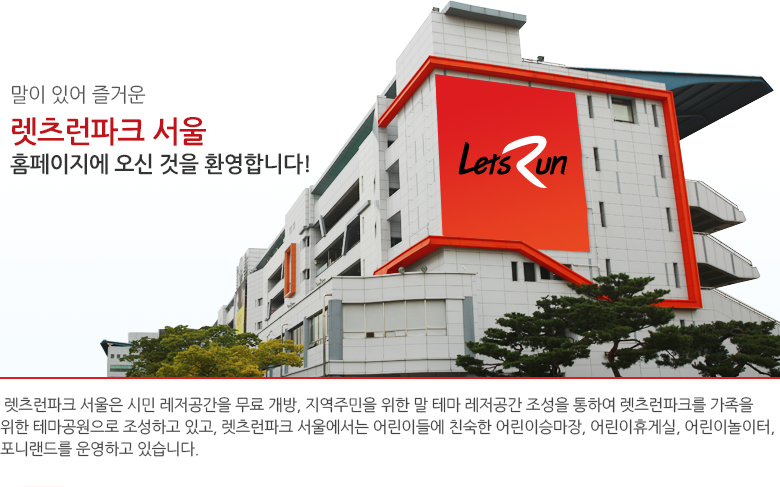 말이 있어 즐거운
렛츠런파크 서울
홈페이지에 오신 것을 환영합니다!
Let's Run
렛츠런파크 서울은 시민 레저공간을 무료 개방, 지역주민을 위한 말 테마 레저공간 조성을 통하여 렛츠런파크를 가족을
위한 테마공원으로 조성하고 있고, 렛츠런파크 서울에서는 어린이들에 친숙한 어린이승마장, 어린이휴게실, 어린이놀이터,
포니랜드를 운영하고 있습니다.